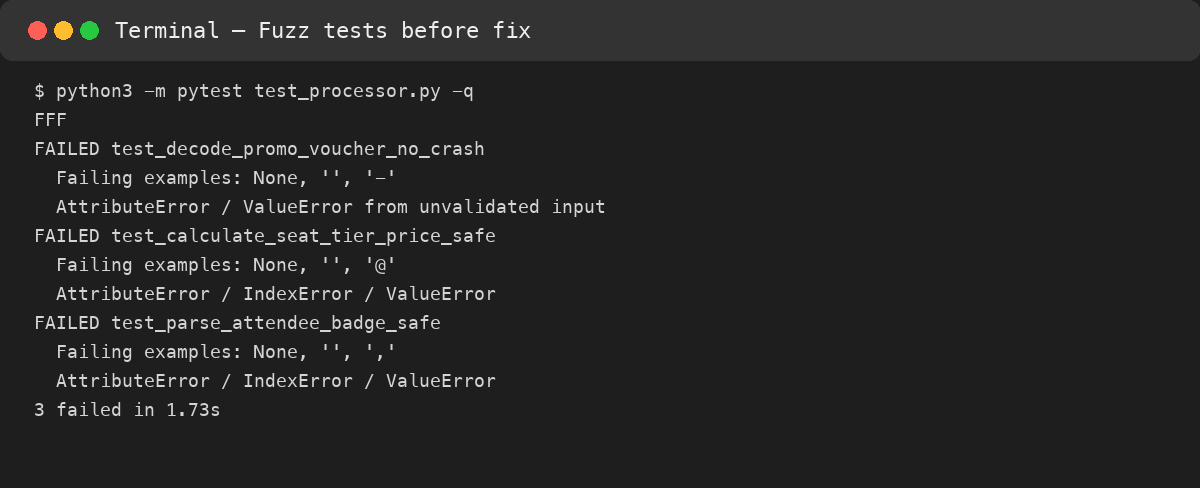 Terminal — Fuzz tests before fix
$ python3 -m pytest test_processor.py -q
FFF
FAILED test_decode_promo_voucher_no_crash
Failing examples: None, '', '-'
AttributeError / ValueError from unvalidated input
FAILED test_calculate_seat_tier_price_safe
Failing examples: None, '', '@'
AttributeError / IndexError / ValueError
FAILED test_parse_attendee_badge_safe
Failing examples: None, '', ','
AttributeError / IndexError / ValueError
3 failed in 1.73s